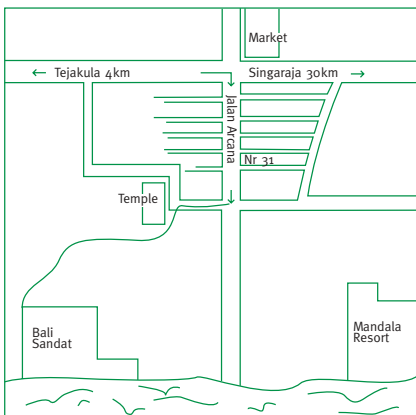 Market
Tejakula 4km
Singaraja 30km
Jalan Arcana
Nr 31
Temple
Bali
Sandat
Mandala
Resort